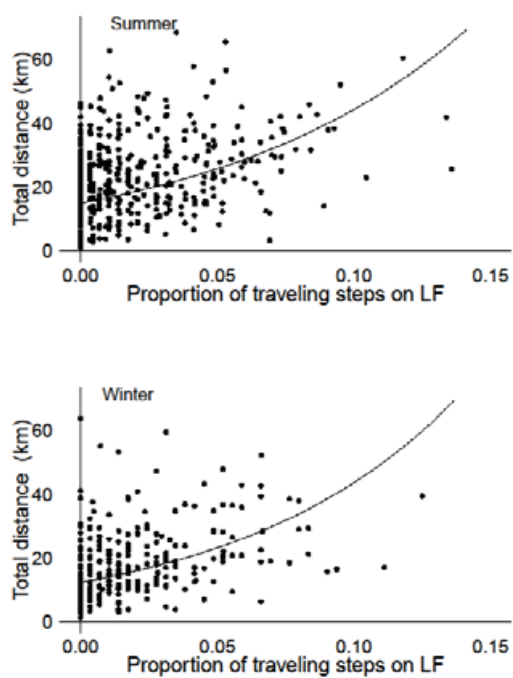 Summer
Total distance (km)
60
40
20
0
0.00 0.05 0.10 0.15
Proportion of traveling steps on LF
Winter
Total distance (km)
60
40
20
0
0.00 0.05 0.10 0.15
Proportion of traveling steps on LF